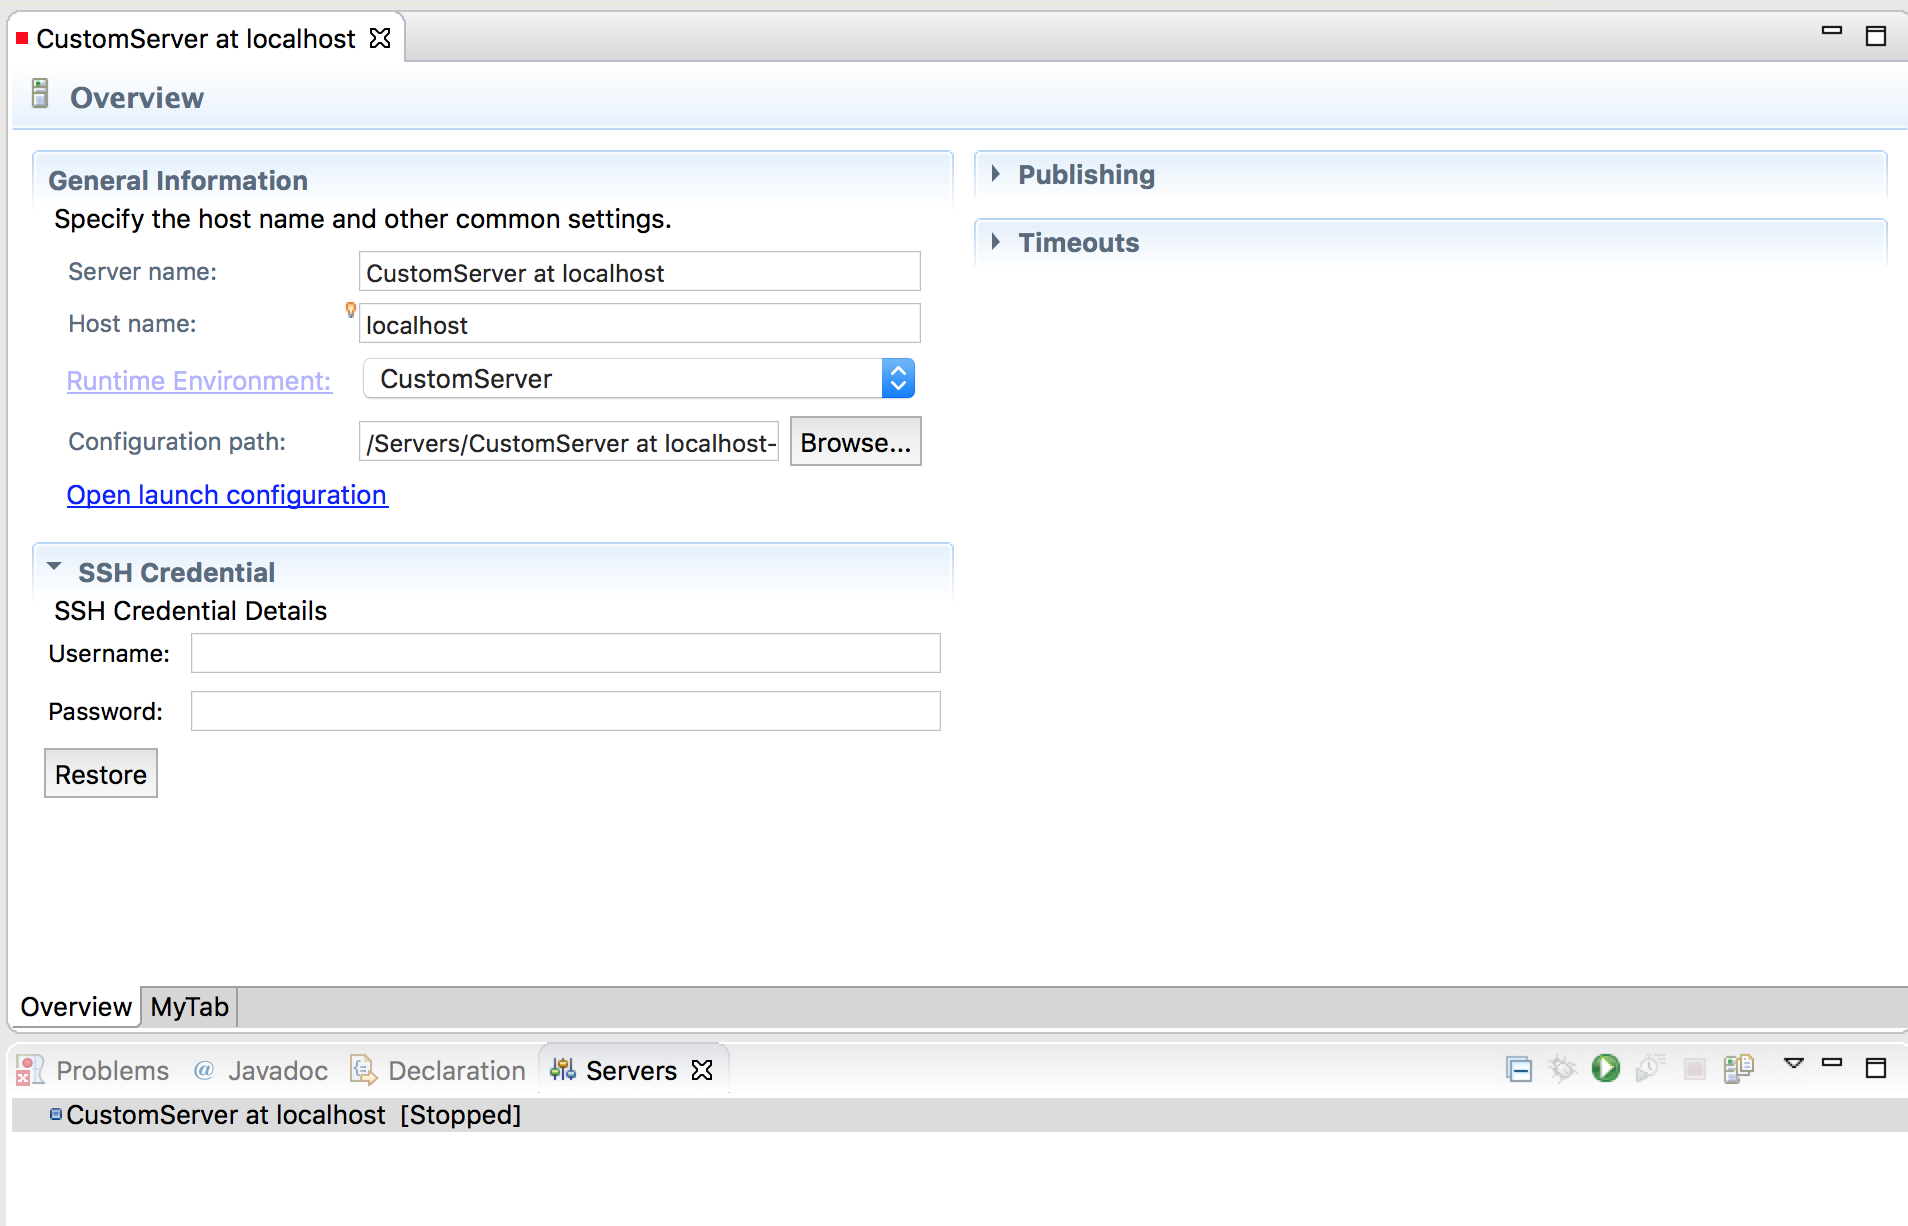 CustomServer at localhost
Overview
General Information
Specify the host name and other common settings.
Server name: CustomServer at localhost
Host name: localhost
Runtime Environment: CustomServer
Configuration path: /Servers/CustomServer at localhost- Browse...
Open launch configuration
SSH Credential
SSH Credential Details
Username:
Password:
Restore
Publishing
Timeouts
Overview MyTab
Problems @ Javadoc Declaration Servers
CustomServer at localhost [Stopped]